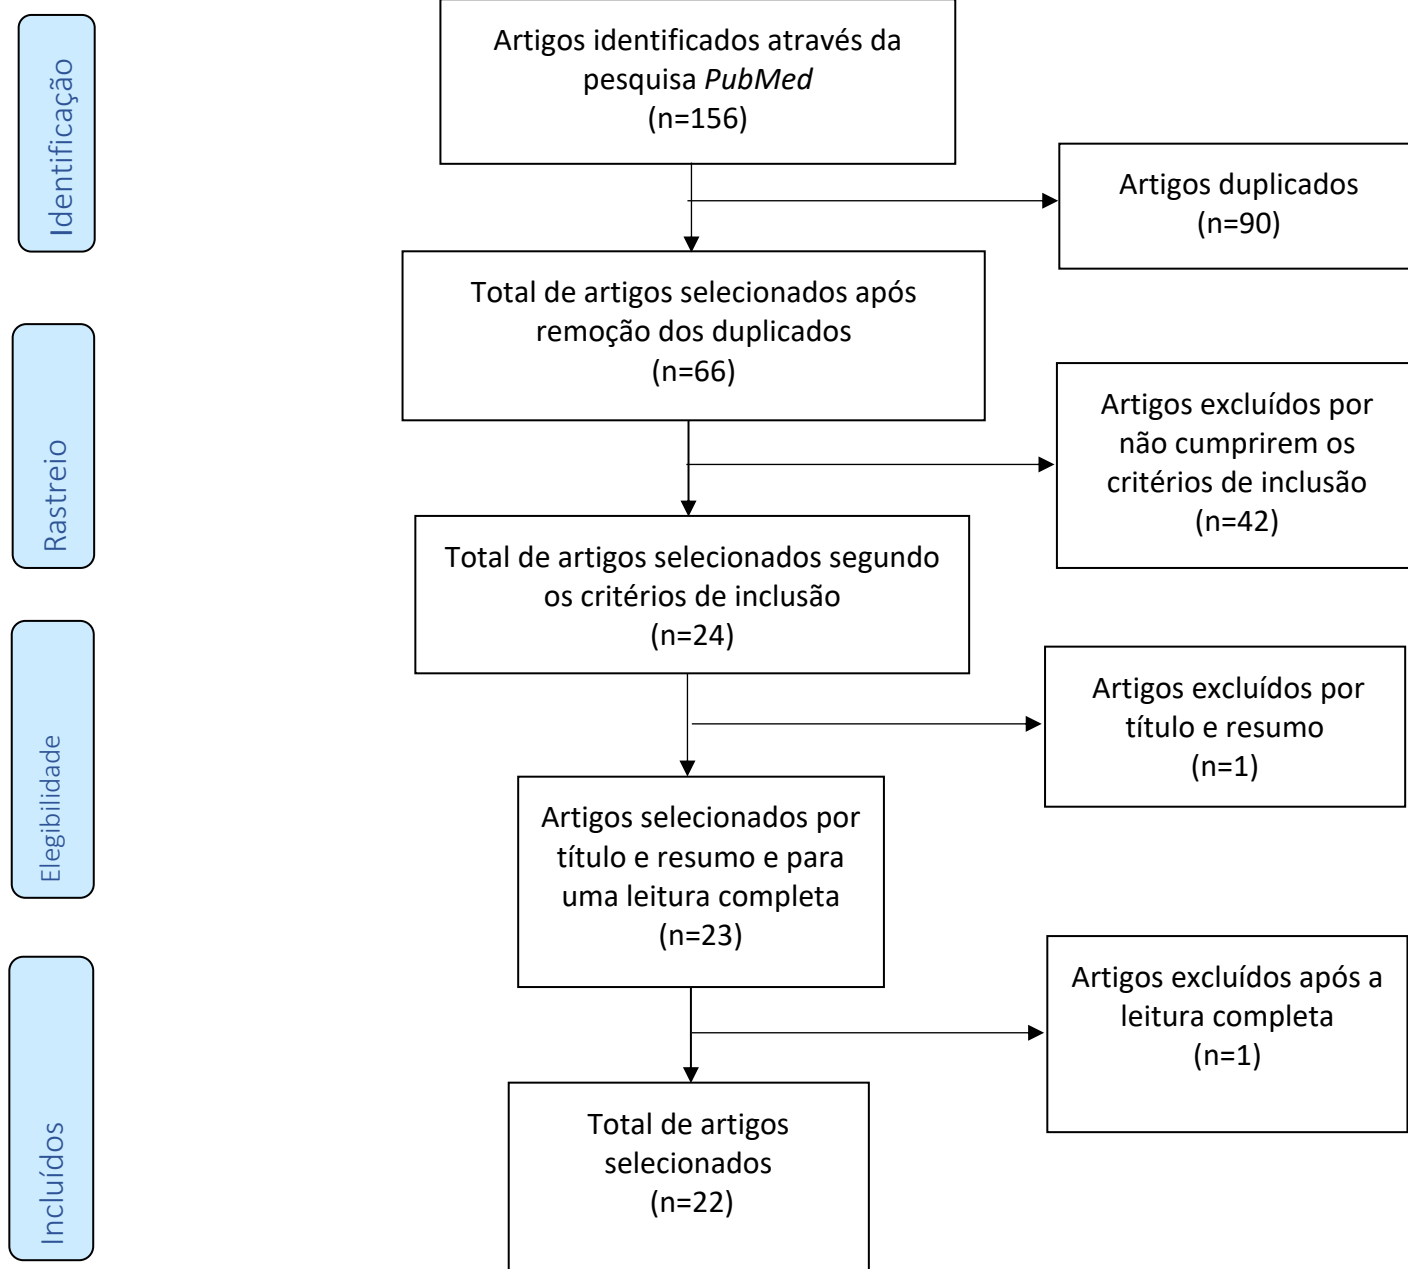 Identificação
Artigos identificados através da
pesquisa PubMed
(n=156)
Artigos duplicados
(n=90)
Total de artigos selecionados após
remoção dos duplicados
(n=66)
Rastreio
Artigos excluídos por
não cumprirem os
critérios de inclusão
(n=42)
Total de artigos selecionados segundo
os critérios de inclusão
(n=24)
Elegibilidade
Artigos excluídos por
título e resumo
(n=1)
Artigos selecionados por
título e resumo e para
uma leitura completa
(n=23)
Incluídos
Artigos excluídos após a
leitura completa
(n=1)
Total de artigos
selecionados
(n=22)